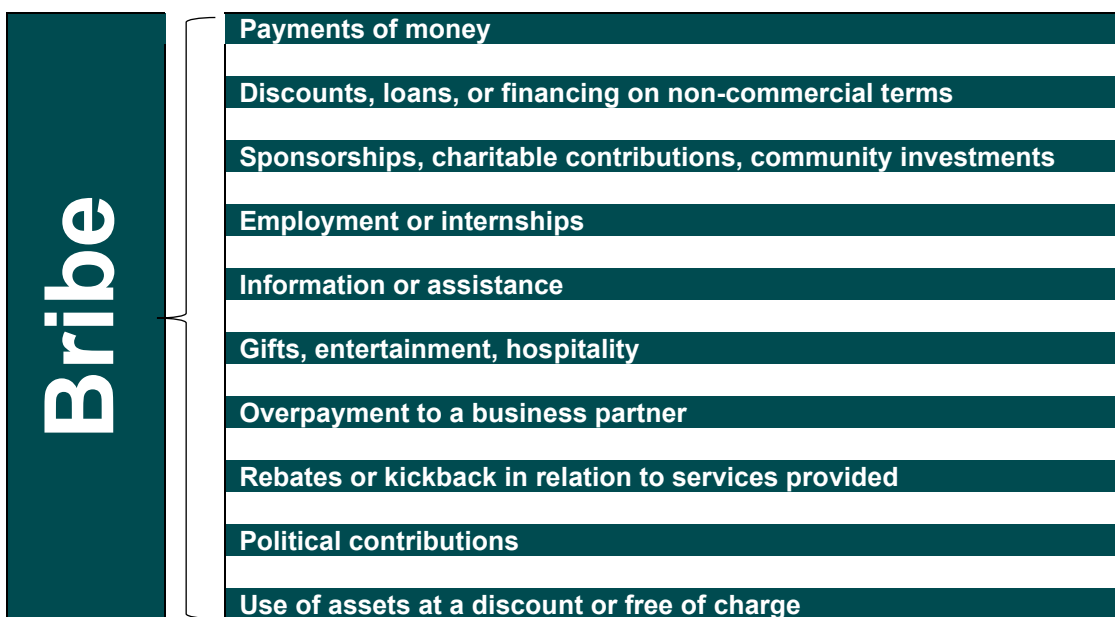 Bribe
Payments of money
Discounts, loans, or financing on non-commercial terms
Sponsorships, charitable contributions, community investments
Employment or internships
Information or assistance
Gifts, entertainment, hospitality
Overpayment to a business partner
Rebates or kickback in relation to services provided
Political contributions
Use of assets at a discount or free of charge